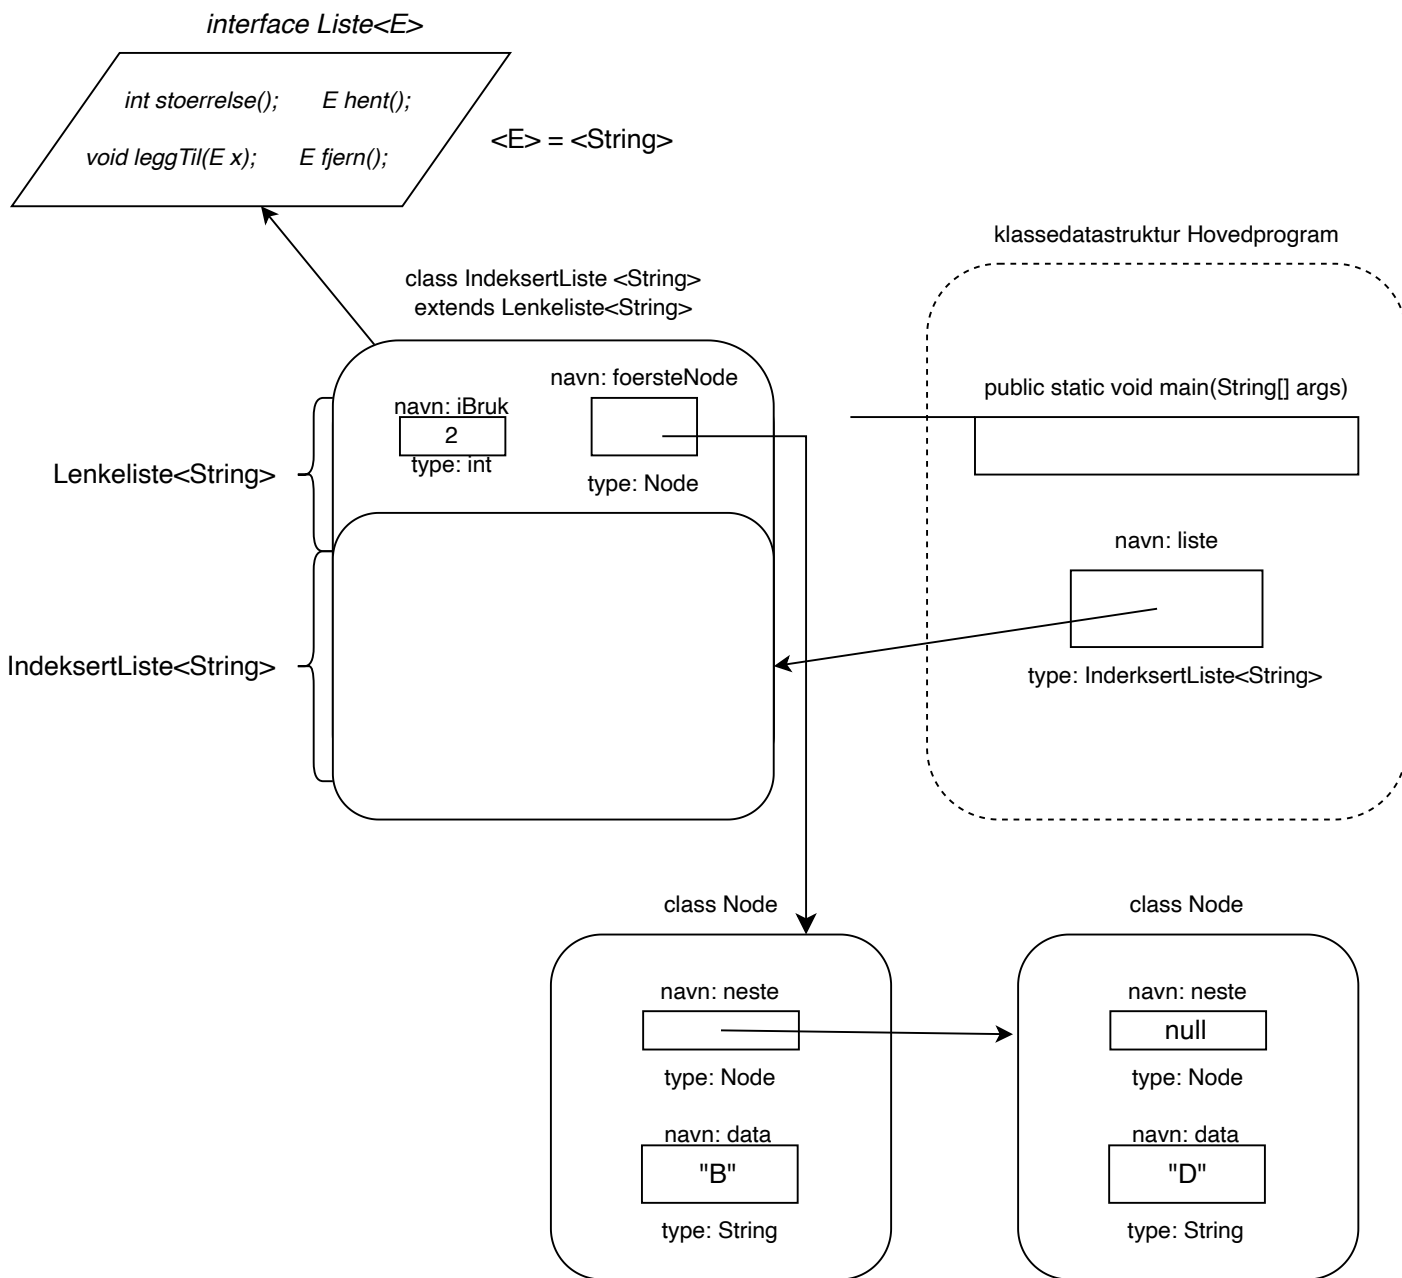 interface Liste<E>
int stoerrelse();    E hent();
void leggTil(E x);    E fjern();
<E> = <String>
klassedatastruktur Hovedprogram
class IndeksertListe <String>
extends Lenkeliste<String>
navn: foersteNode
navn: iBruk
2
type: int
type: Node
public static void main(String[] args)
Lenkeliste<String>
navn: liste
type: InderksertListe<String>
IndeksertListe<String>
class Node
navn: neste
type: Node
navn: data
"B"
type: String
class Node
navn: neste
null
type: Node
navn: data
"D"
type: String